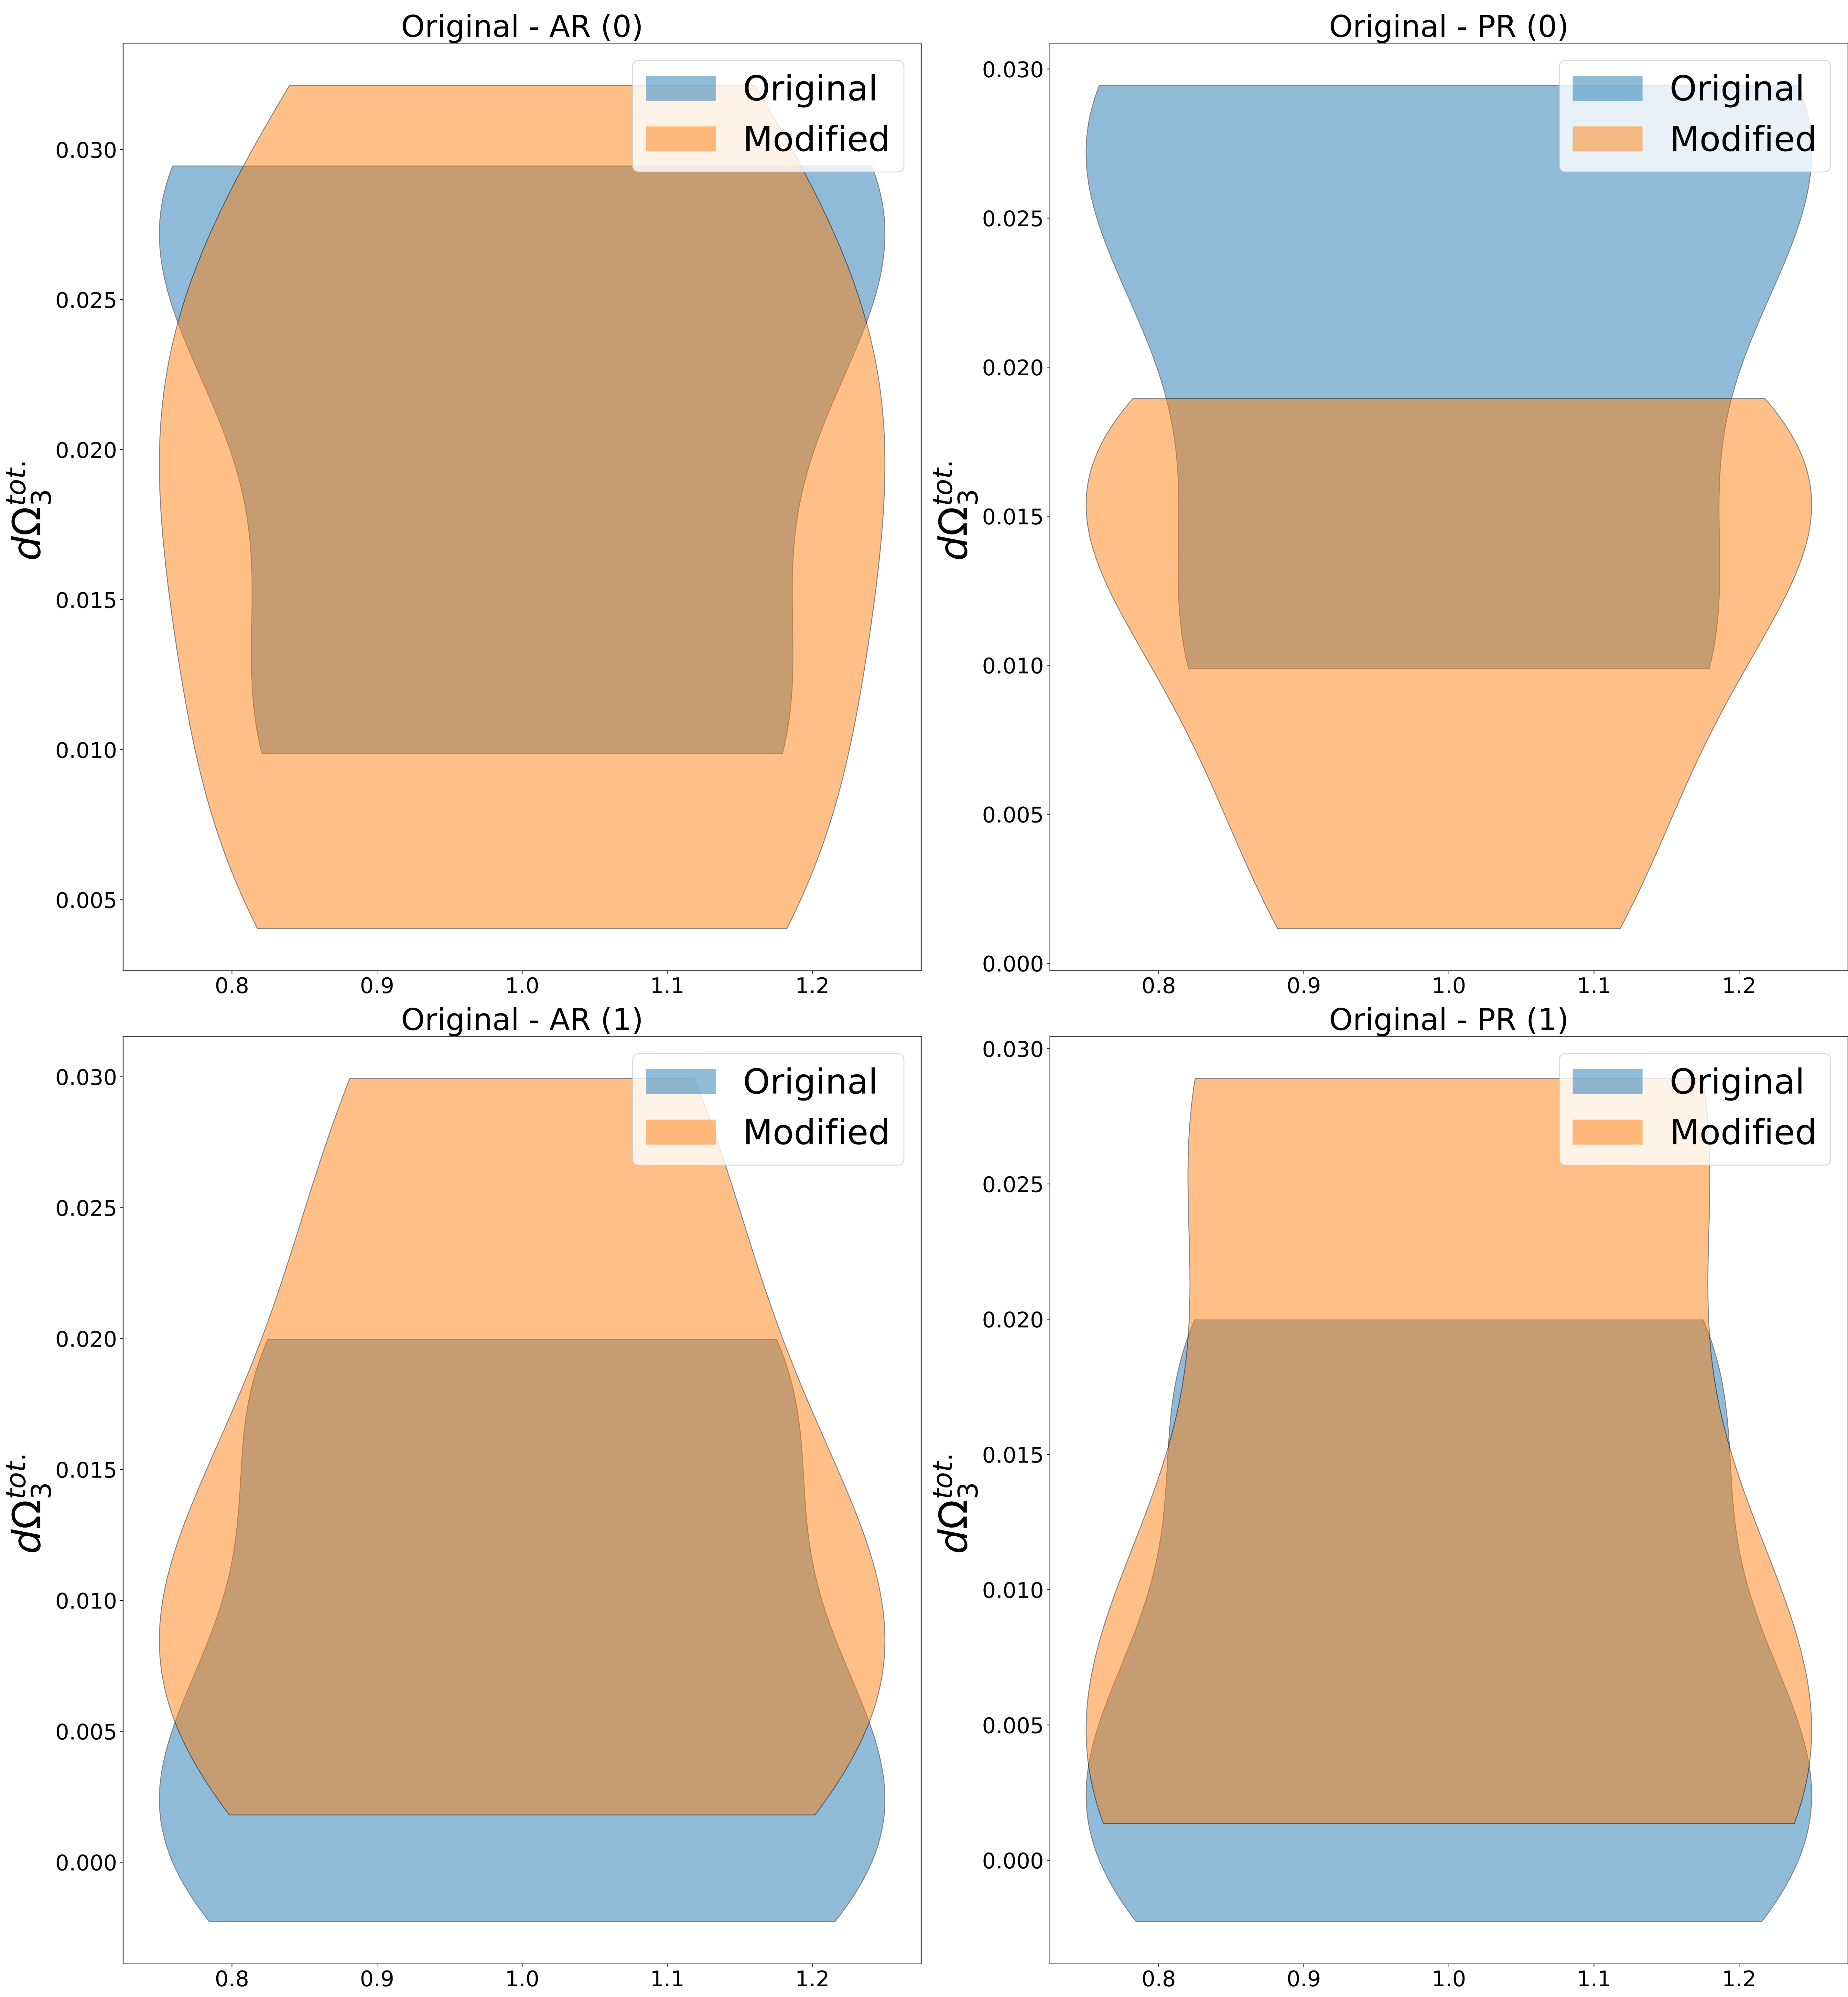 Original - AR (0)
Original
Modified
dΩ₃ᵗᵒᵗ·
0.030
0.025
0.020
0.015
0.010
0.005
0.8 0.9 1.0 1.1 1.2
Original - PR (0)
Original
Modified
dΩ₃ᵗᵒᵗ·
0.030
0.025
0.020
0.015
0.010
0.005
0.000
0.8 0.9 1.0 1.1 1.2
Original - AR (1)
Original
Modified
dΩ₃ᵗᵒᵗ·
0.030
0.025
0.020
0.015
0.010
0.005
0.000
0.8 0.9 1.0 1.1 1.2
Original - PR (1)
Original
Modified
dΩ₃ᵗᵒᵗ·
0.030
0.025
0.020
0.015
0.010
0.005
0.000
0.8 0.9 1.0 1.1 1.2